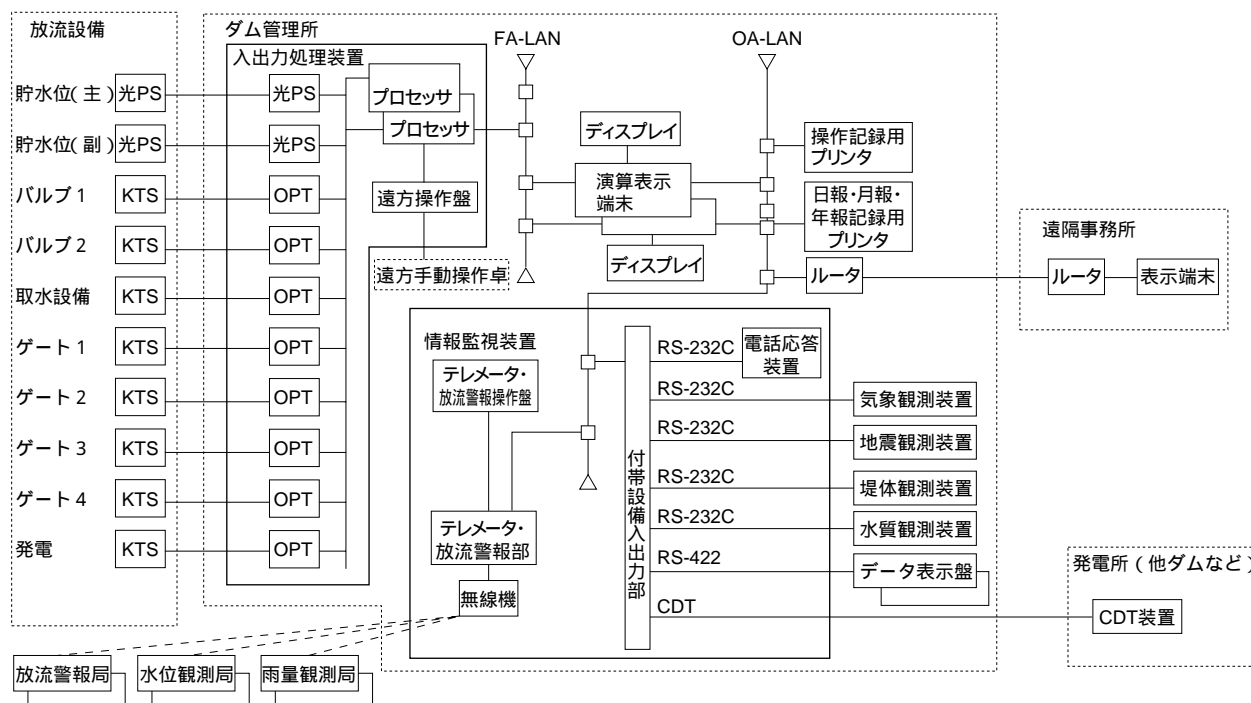 放流設備
貯水位(主)
光PS
貯水位(副)
光PS
バルブ1
KTS
バルブ2
KTS
取水設備
KTS
ゲート1
KTS
ゲート2
KTS
ゲート3
KTS
ゲート4
KTS
発電
KTS
ダム管理所
入出力処理装置
光PS
光PS
OPT
OPT
OPT
OPT
OPT
OPT
OPT
OPT
プロセッサ
プロセッサ
遠方操作盤
遠方手動操作卓
FA-LAN
OA-LAN
ディスプレイ
演算表示
端末
ディスプレイ
操作記録用
プリンタ
日報・月報・
年報記録用
プリンタ
ルータ
遠隔事務所
ルータ
表示端末
情報監視装置
テレメータ・
放流警報操作盤
テレメータ・
放流警報部
無線機
付帯設備入出力部
RS-232C
電話応答
装置
RS-232C
気象観測装置
RS-232C
地震観測装置
RS-232C
堤体観測装置
RS-232C
水質観測装置
RS-422
データ表示盤
CDT
発電所(他ダムなど)
CDT装置
放流警報局
水位観測局
雨量観測局